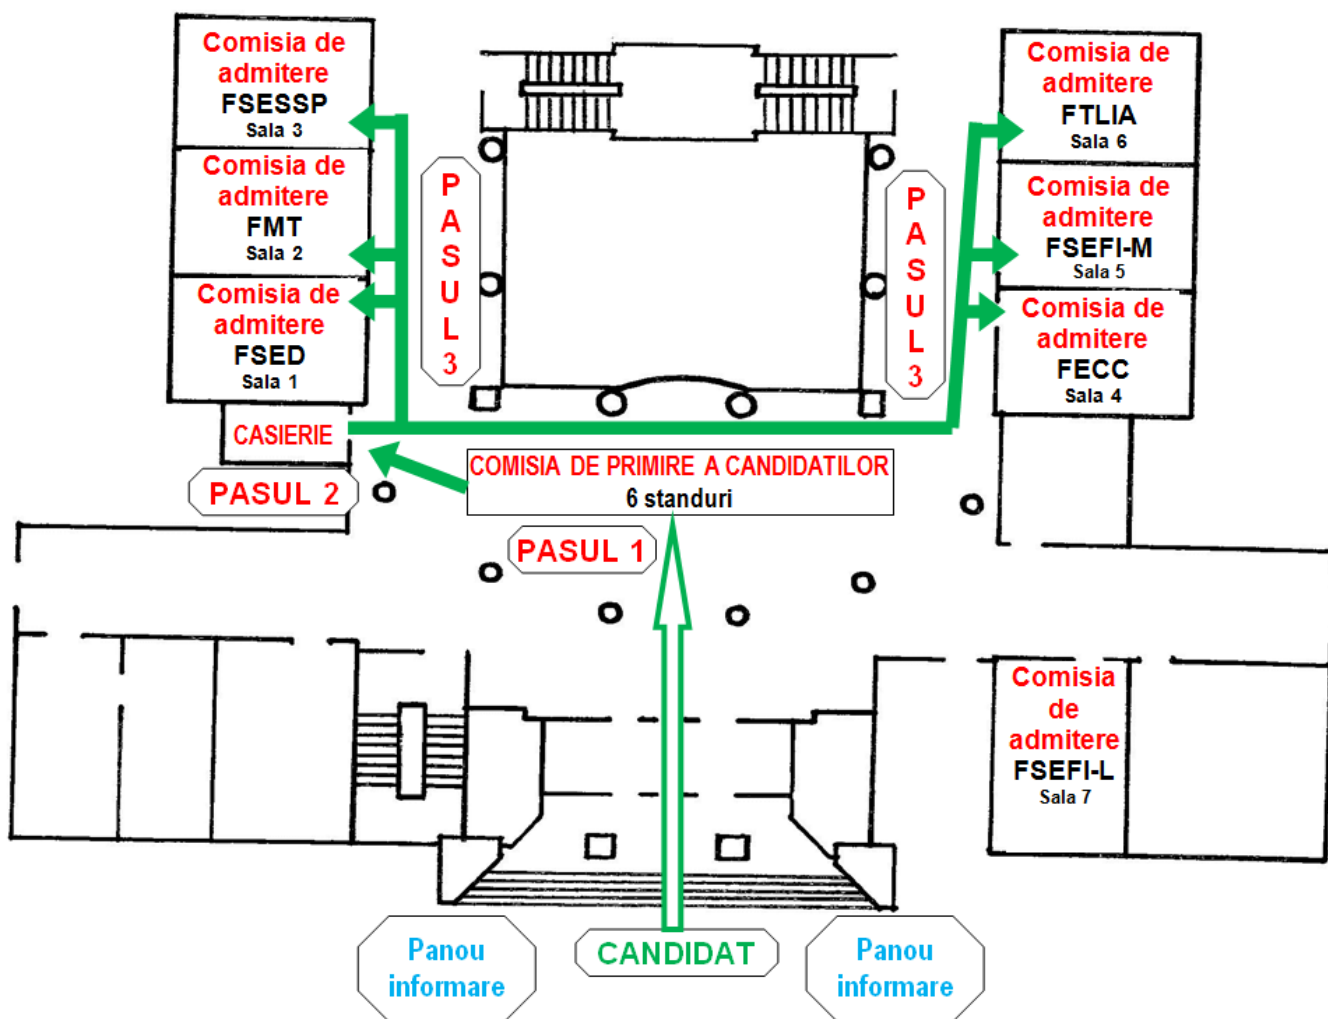 Comisia de
admitere
FSESSP
Sala 3
Comisia de
admitere
FMT
Sala 2
Comisia de
admitere
FSED
Sala 1
CASIERIE
PASUL 2
P
A
S
U
L
3
P
A
S
U
L
3
Comisia de
admitere
FTLIA
Sala 6
Comisia de
admitere
FSEFI-M
Sala 5
Comisia de
admitere
FECC
Sala 4
COMISIA DE PRIMIRE A CANDIDATILOR
6 standuri
PASUL 1
Comisia
de
admitere
FSEFI-L
Sala 7
Panou
informare
CANDIDAT
Panou
informare